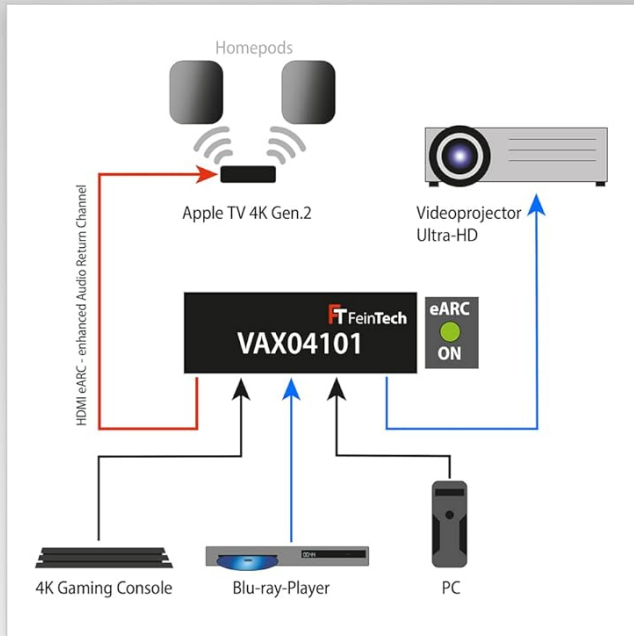 Homepods
Apple TV 4K Gen.2
Videoprojector
Ultra-HD
HDMI eARC - enhanced Audio Return Channel
FT FeinTech
VAX04101
eARC
ON
4K Gaming Console
Blu-ray-Player
PC